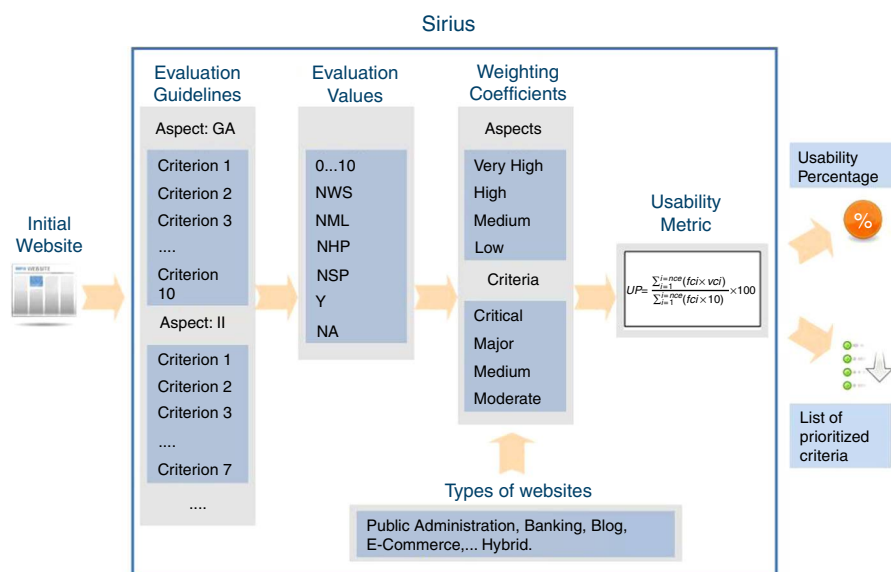 Sirius
Initial
Website
WEBSITE
Evaluation
Guidelines
Aspect: GA
Criterion 1
Criterion 2
Criterion 3
....
Criterion
10
Aspect: II
Criterion 1
Criterion 2
Criterion 3
....
Criterion 7
....
Evaluation
Values
0...10
NWS
NML
NHP
NSP
Y
NA
Weighting
Coefficients
Aspects
Very High
High
Medium
Low
Criteria
Critical
Major
Medium
Moderate
Types of websites
Public Administration, Banking, Blog,
E-Commerce,... Hybrid.
Usability
Metric
UP= ∑_{i=1}^{i=nce}(fci×vci) / ∑_{i=1}^{i=nce}(fci×10) ×100
Usability
Percentage
%
List of
prioritized
criteria